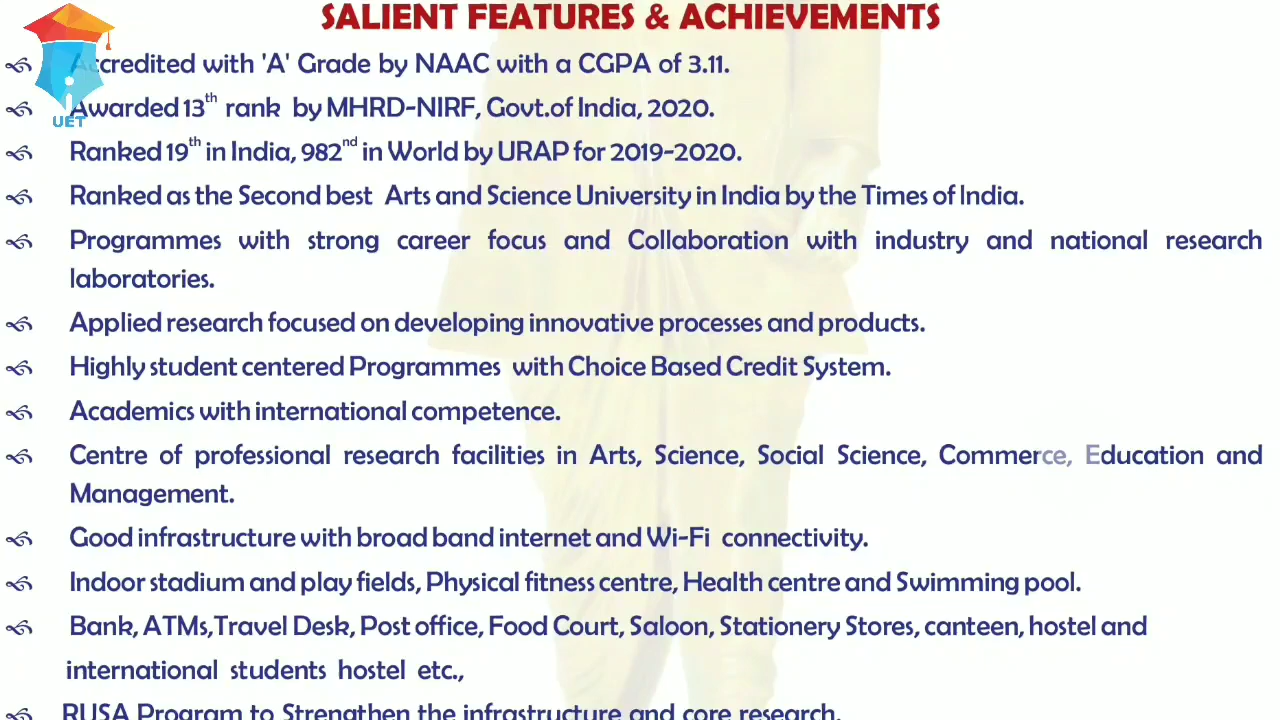 SALIENT FEATURES & ACHIEVEMENTS
Accredited with 'A' Grade by NAAC with a CGPA of 3.11.
Awarded 13th rank by MHRD-NIRF, Govt.of India, 2020.
UET
Ranked 19th in India, 982nd in World by URAP for 2019-2020.
Ranked as the Second best Arts and Science University in India by the Times of India.
Programmes with strong career focus and Collaboration with industry and national research
laboratories.
Applied research focused on developing innovative processes and products.
Highly student centered Programmes with Choice Based Credit System.
Academics with international competence.
Centre of professional research facilities in Arts, Science, Social Science, Commerce, Education and
Management.
Good infrastructure with broad band internet and Wi-Fi connectivity.
Indoor stadium and play fields, Physical fitness centre, Health centre and Swimming pool.
Bank, ATMs,Travel Desk, Post office, Food Court, Saloon, Stationery Stores, canteen, hostel and
international students hostel etc.,
RUSA Program to Strengthen the infrastructure and core research.